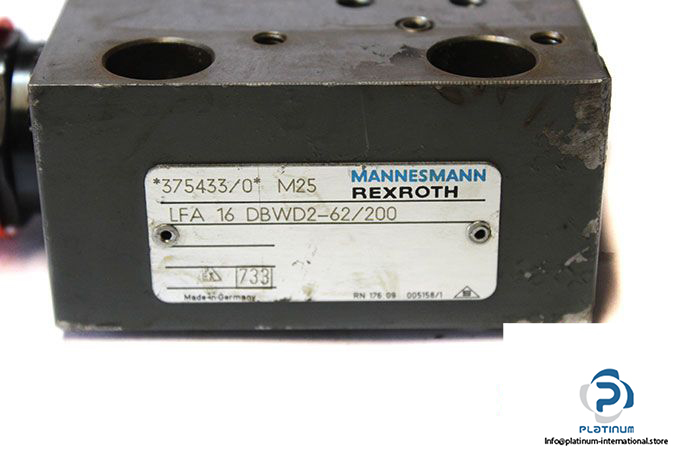 *375433/0* M25
MANNESMANN
REXROTH
LFA 16 DBWD2-62/200
733
Made in Germany
RN 176.09 005158/1
P
PLATINUM
Info@platinum-international.store